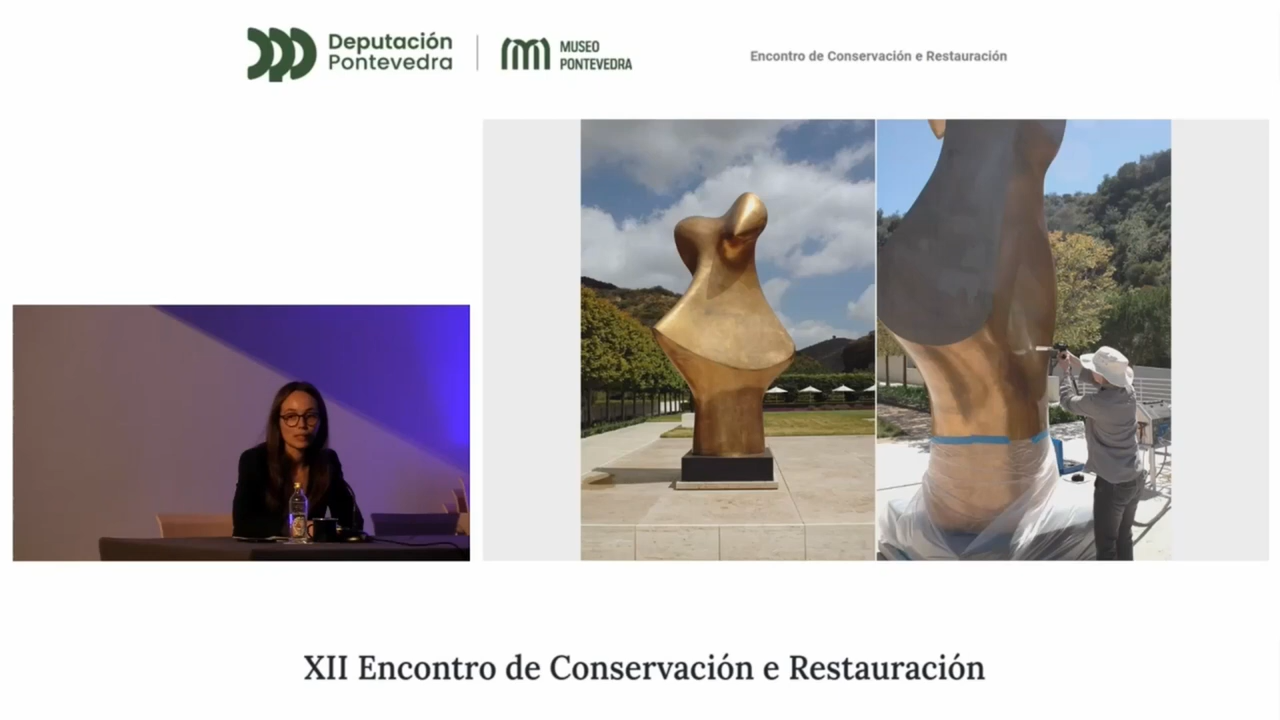 Deputación
Pontevedra
MUSEO
PONTEVEDRA
Encontro de Conservación e Restauración
XII Encontro de Conservación e Restauración